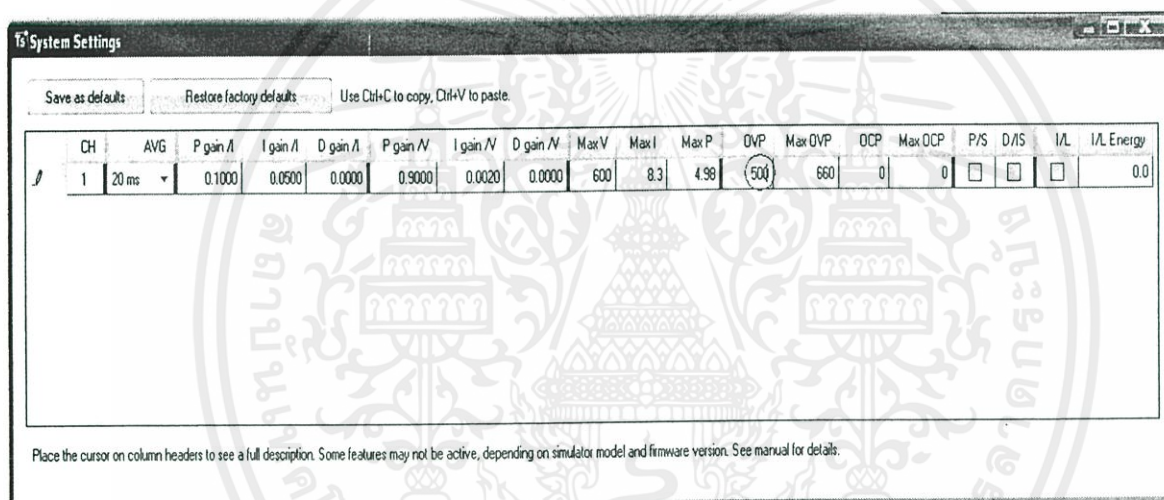 Ts System Settings
Save as defaults Restore factory defaults Use Ctrl+C to copy, Ctrl+V to paste.
CH AVG P gain /I I gain /I D gain /I P gain /V I gain /V D gain /V Max V Max I Max P OVP Max OVP OCP Max OCP P/S D/IS I/L I/L Energy
1 20 ms 0.1000 0.0500 0.0000 0.9000 0.0020 0.0000 600 8.3 4.98 500 660 0 0 0.0
Place the cursor on column headers to see a full description. Some features may not be active, depending on simulator model and firmware version. See manual for details.